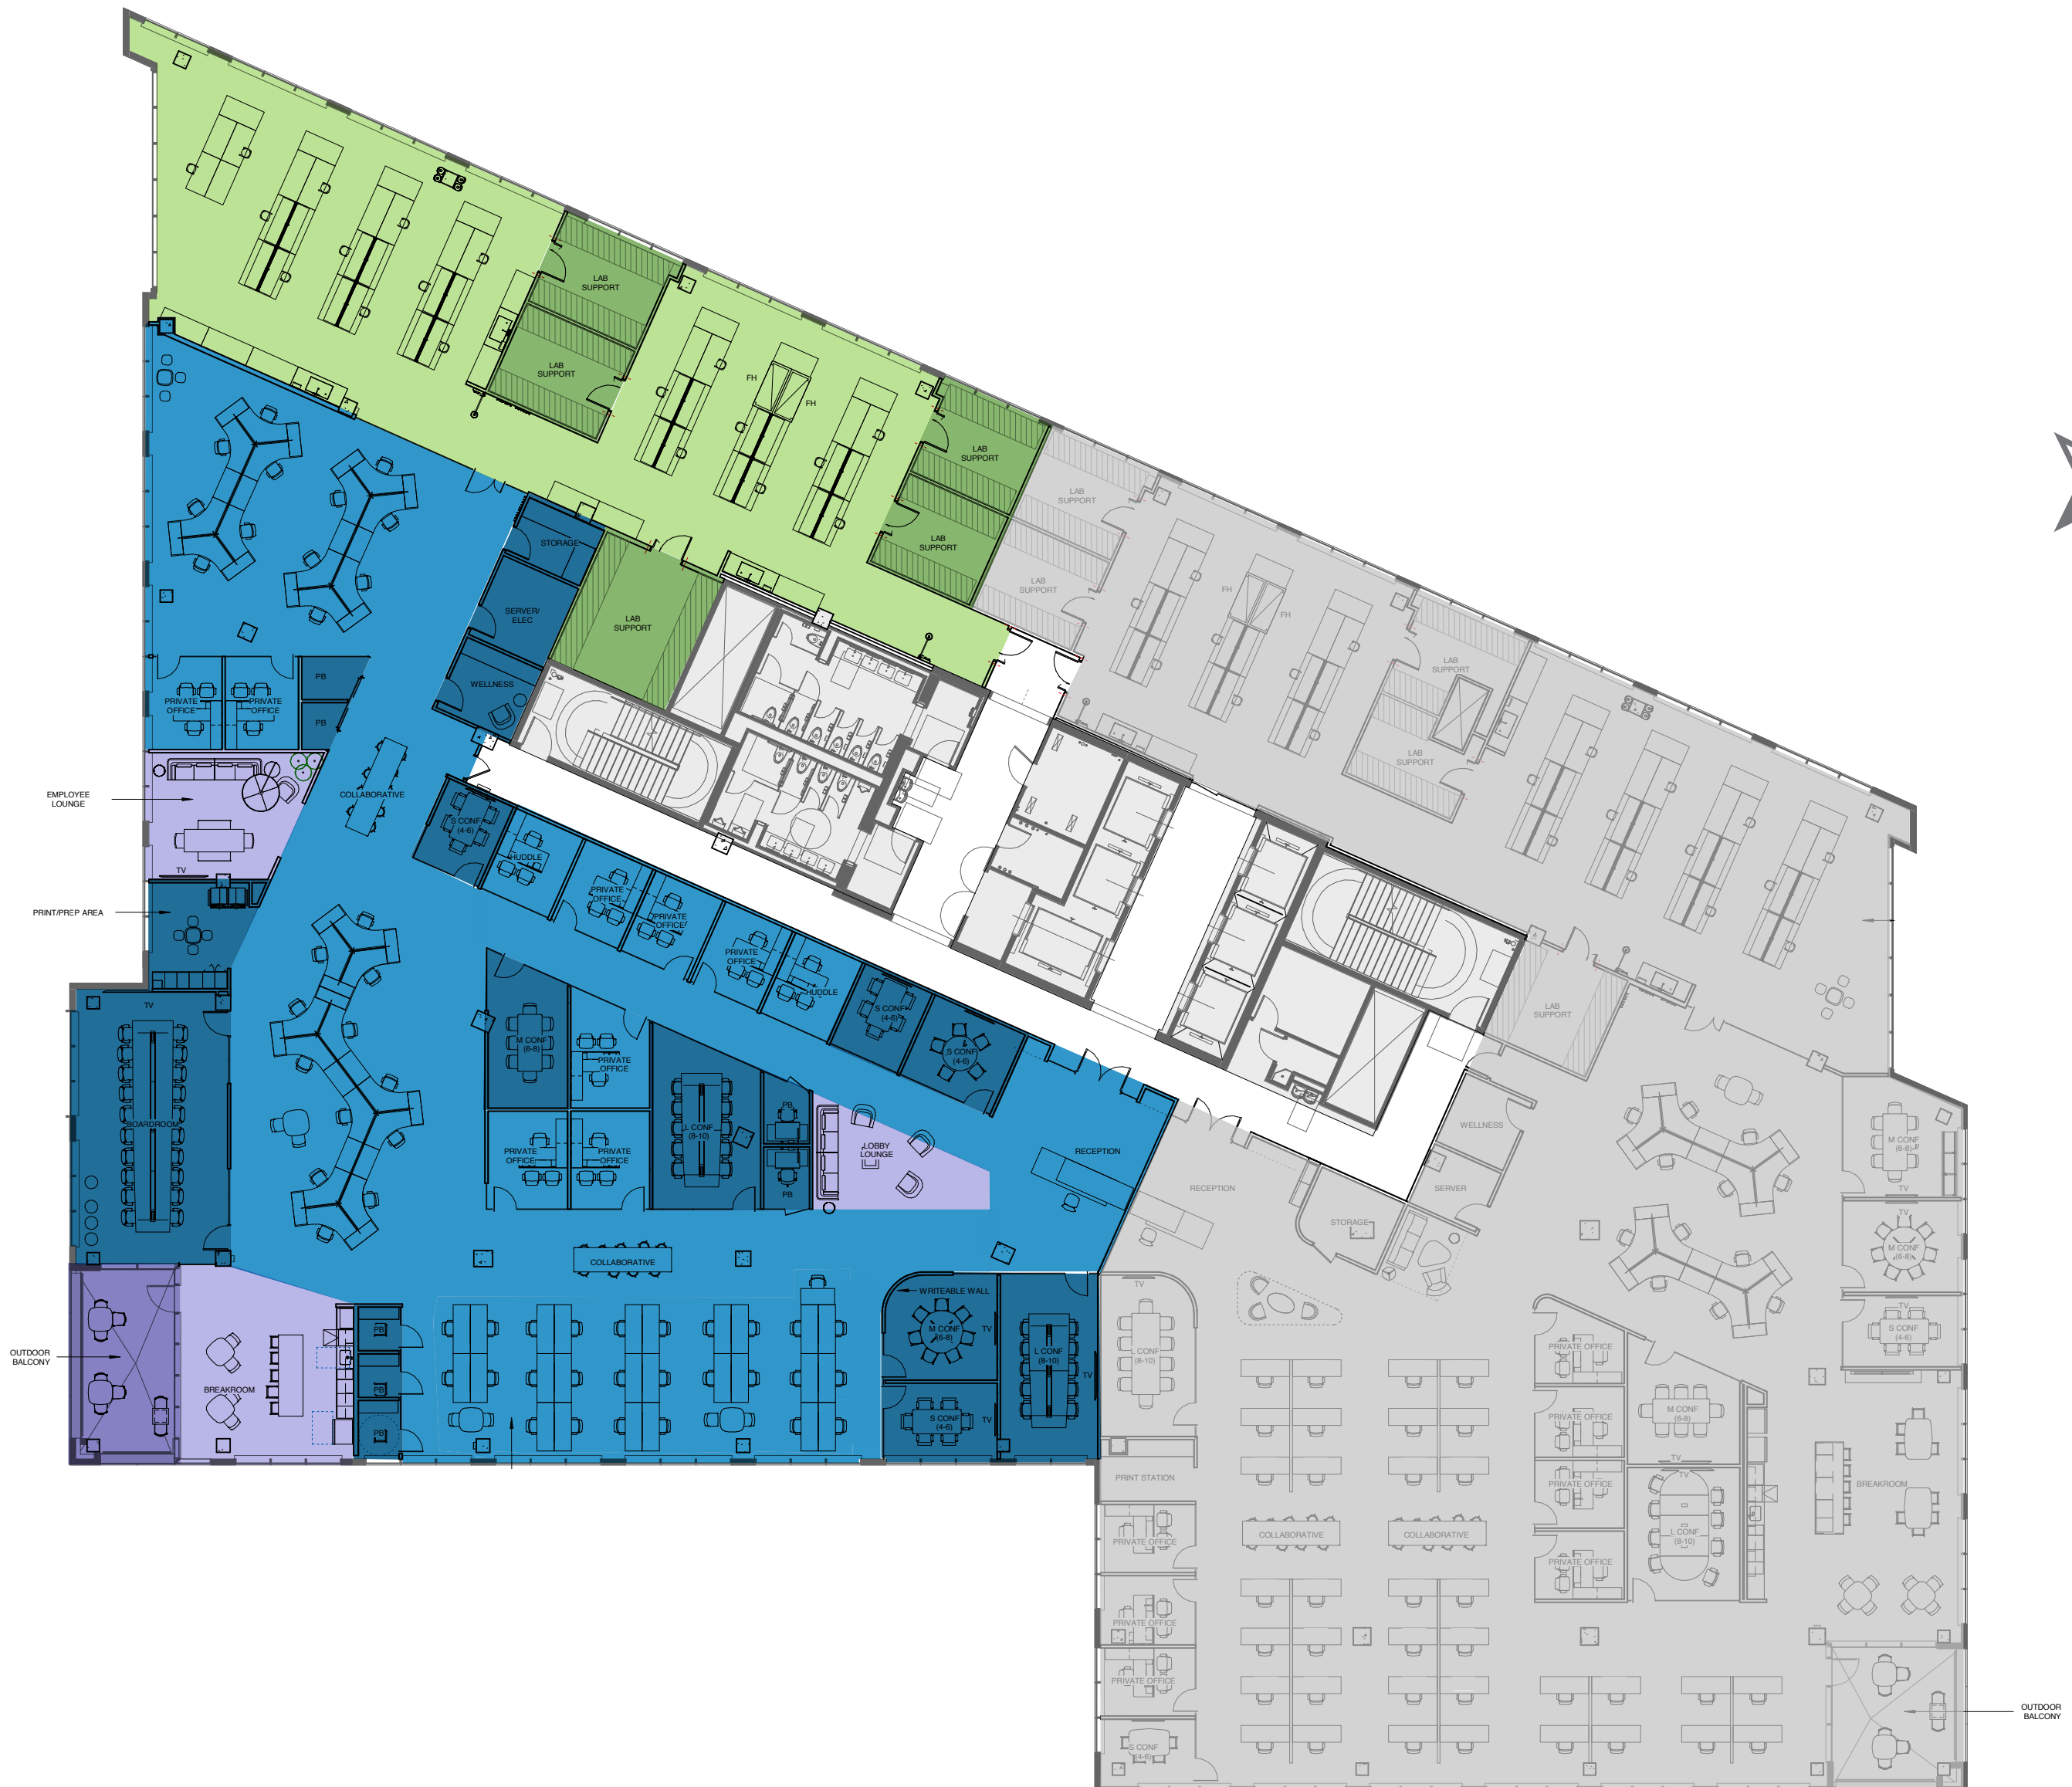 LAB
SUPPORT
LAB
SUPPORT
FH
FH
LAB
SUPPORT
LAB
SUPPORT
LAB
SUPPORT
LAB
SUPPORT
STORAGE
SERVER/
ELEC
LAB
SUPPORT
WELLNESS
FH
FH
LAB
SUPPORT
LAB
SUPPORT
PB
PB
PRIVATE
OFFICE
PRIVATE
OFFICE
EMPLOYEE
LOUNGE
COLLABORATIVE
TV
PRINT/PREP AREA
S CONF
(4-6)
HUDDLE
PRIVATE
OFFICE
PRIVATE
OFFICE
PRIVATE
OFFICE
HUDDLE
S CONF
(4-6)
S CONF
(4-6)
TV
BOARDROOM
M CONF
(6-8)
PRIVATE
OFFICE
PRIVATE
OFFICE
PRIVATE
OFFICE
L CONF
(8-10)
PB
PB
LOBBY
LOUNGE
RECEPTION
COLLABORATIVE
WRITEABLE WALL
M CONF
(6-8)
TV
L CONF
(8-10)
TV
S CONF
(4-6)
TV
OUTDOOR
BALCONY
BREAKROOM
PB
PB
PB
LAB
SUPPORT
WELLNESS
SERVER
RECEPTION
STORAGE
M CONF
(6-8)
TV
TV
M CONF
(6-8)
TV
S CONF
(4-6)
TV
L CONF
(8-10)
PRINT STATION
PRIVATE OFFICE
PRIVATE OFFICE
PRIVATE OFFICE
S CONF
(4-6)
COLLABORATIVE
COLLABORATIVE
PRIVATE OFFICE
PRIVATE OFFICE
PRIVATE OFFICE
PRIVATE OFFICE
M CONF
(6-8)
TV
TV
L CONF
(8-10)
BREAKROOM
OUTDOOR
BALCONY